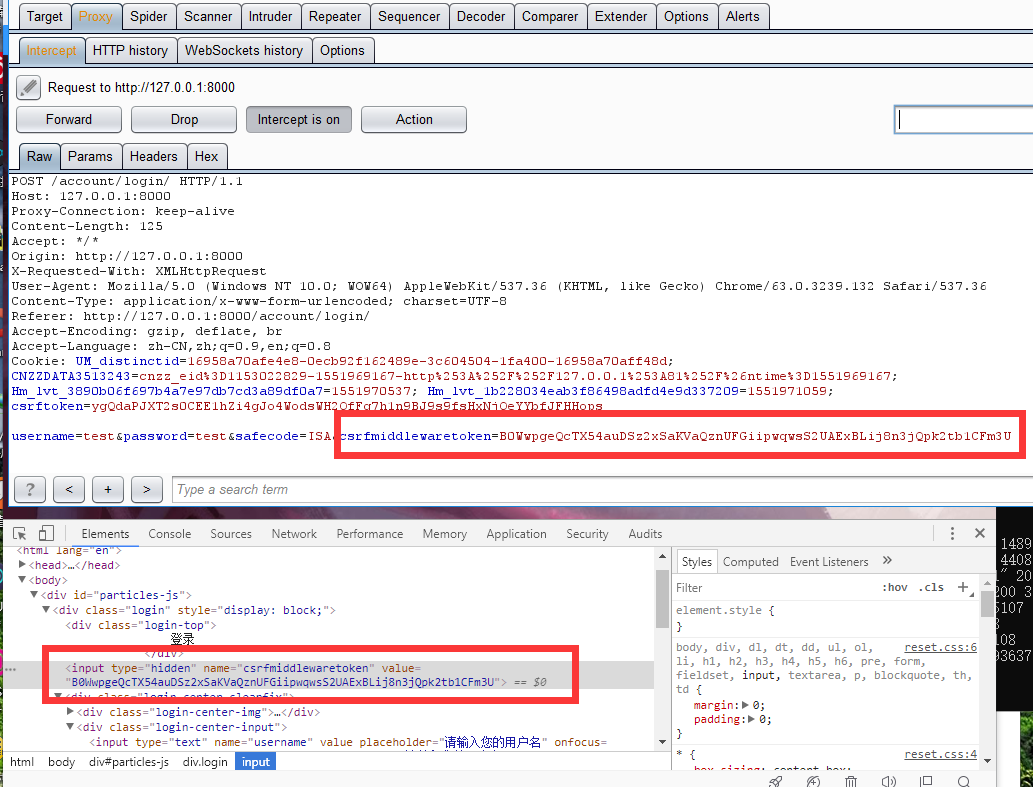 Target Proxy Spider Scanner Intruder Repeater Sequencer Decoder Comparer Extender Options Alerts
Intercept HTTP history WebSockets history Options
Request to http://127.0.0.1:8000
Forward Drop Intercept is on Action
Raw Params Headers Hex
POST /account/login/ HTTP/1.1
Host: 127.0.0.1:8000
Proxy-Connection: keep-alive
Content-Length: 125
Accept: */*
Origin: http://127.0.0.1:8000
X-Requested-With: XMLHttpRequest
User-Agent: Mozilla/5.0 (Windows NT 10.0; WOW64) AppleWebKit/537.36 (KHTML, like Gecko) Chrome/63.0.3239.132 Safari/537.36
Content-Type: application/x-www-form-urlencoded; charset=UTF-8
Referer: http://127.0.0.1:8000/account/login/
Accept-Encoding: gzip, deflate, br
Accept-Language: zh-CN,zh;q=0.9,en;q=0.8
Cookie: UM_distinctid=16958a70afe4e8-0ecb92f162489e-3c604504-1fa400-16958a70aff48d;
CNZZDATA3513243=cnzz_eid%3D1153022829-1551969167-http%253A%252F%252F127.0.0.1%253A81%252F%26ntime%3D1551969167;
Hm_lvt_3890b06f697b4a7e97db7cd3a89df0a7=1551970537; Hm_lvt_1b228034eab3f86498adfd4e9d337209=1551971059;
csrftoken=ygQdaPJXT2s0CEE1hZi4gJo4WodsWH2OfFq7h1n9BJ9s9fsHxNjQeYYbfJFHHops
username=test&password=test&safecode=ISA&csrfmiddlewaretoken=B0WwpgeQcTX54auDSz2xSaKVaQznUFGiipwqwsS2UAExBLij8n3jQpk2tb1CFm3U
? < + > Type a search term
Elements Console Sources Network Performance Memory Application Security Audits
<html lang="en">
<head>…</head>
<body>
<div id="particles-js">
<div class="login" style="display: block;">
<div class="login-top">
登录
</div>
<input type="hidden" name="csrfmiddlewaretoken" value=
"B0WwpgeQcTX54auDSz2xSaKVaQznUFGiipwqwsS2UAExBLij8n3jQpk2tb1CFm3U"> == $0
<div class="login-center clearfix">
<div class="login-center-img">…</div>
<div class="login-center-input">
<input type="text" name="username" value placeholder="请输入您的用户名" onfocus=
html body div#particles-js div.login input
Styles Computed Event Listeners »
Filter :hov .cls +
element.style {
}
body, div, dl, dt, dd, ul, ol, reset.css:6
li, h1, h2, h3, h4, h5, h6, pre, form,
fieldset, input, textarea, p, blockquote, th,
td {
margin: 0;
padding: 0;
}
* { reset.css:4
box-sizing: content-box;
1489
4408
" 20
200 3
5107
3
108
93637